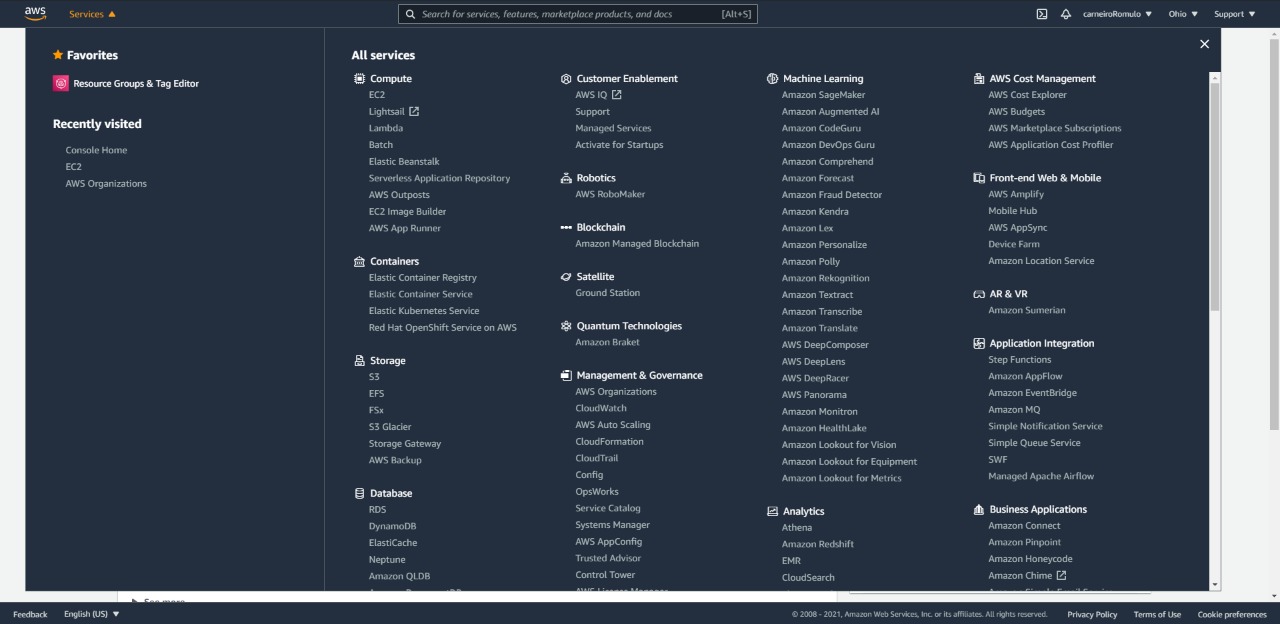 aws
Services
Search for services, features, marketplace products, and docs
[Alt+S]
carneiroRomulo
Ohio
Support
Favorites
Resource Groups & Tag Editor
Recently visited
Console Home
EC2
AWS Organizations
All services
Compute
EC2
Lightsail
Lambda
Batch
Elastic Beanstalk
Serverless Application Repository
AWS Outposts
EC2 Image Builder
AWS App Runner
Containers
Elastic Container Registry
Elastic Container Service
Elastic Kubernetes Service
Red Hat OpenShift Service on AWS
Storage
S3
EFS
FSx
S3 Glacier
Storage Gateway
AWS Backup
Database
RDS
DynamoDB
ElastiCache
Neptune
Amazon QLDB
Customer Enablement
AWS IQ
Support
Managed Services
Activate for Startups
Robotics
AWS RoboMaker
Blockchain
Amazon Managed Blockchain
Satellite
Ground Station
Quantum Technologies
Amazon Braket
Management & Governance
AWS Organizations
CloudWatch
AWS Auto Scaling
CloudFormation
CloudTrail
Config
OpsWorks
Service Catalog
Systems Manager
AWS AppConfig
Trusted Advisor
Control Tower
AWS License Manager
Machine Learning
Amazon SageMaker
Amazon Augmented AI
Amazon CodeGuru
Amazon DevOps Guru
Amazon Comprehend
Amazon Forecast
Amazon Fraud Detector
Amazon Kendra
Amazon Lex
Amazon Personalize
Amazon Polly
Amazon Rekognition
Amazon Textract
Amazon Transcribe
Amazon Translate
AWS DeepComposer
AWS DeepLens
AWS DeepRacer
AWS Panorama
Amazon Monitron
Amazon HealthLake
Amazon Lookout for Vision
Amazon Lookout for Equipment
Amazon Lookout for Metrics
Analytics
Athena
Amazon Redshift
EMR
CloudSearch
AWS Cost Management
AWS Cost Explorer
AWS Budgets
AWS Marketplace Subscriptions
AWS Application Cost Profiler
Front-end Web & Mobile
AWS Amplify
Mobile Hub
AWS AppSync
Device Farm
Amazon Location Service
AR & VR
Amazon Sumerian
Application Integration
Step Functions
Amazon AppFlow
Amazon EventBridge
Amazon MQ
Simple Notification Service
Simple Queue Service
SWF
Managed Apache Airflow
Business Applications
Amazon Connect
Amazon Pinpoint
Amazon Honeycode
Amazon Chime
See more
Feedback
English (US)
© 2008 - 2021, Amazon Web Services, Inc. or its affiliates. All rights reserved.
Privacy Policy
Terms of Use
Cookie preferences